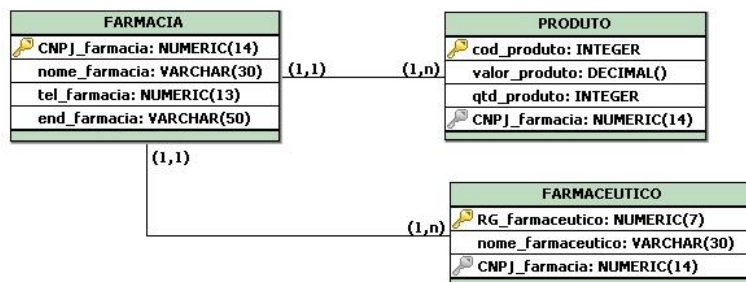 FARMACIA
CNPJ_farmacia: NUMERIC(14)
nome_farmacia: VARCHAR(30)
tel_farmacia: NUMERIC(13)
end_farmacia: VARCHAR(50)
(1,1)
(1,n)
PRODUTO
cod_produto: INTEGER
valor_produto: DECIMAL()
qtd_produto: INTEGER
CNPJ_farmacia: NUMERIC(14)
(1,1)
(1,n)
FARMACEUTICO
RG_farmaceutico: NUMERIC(7)
nome_farmaceutico: VARCHAR(30)
CNPJ_farmacia: NUMERIC(14)